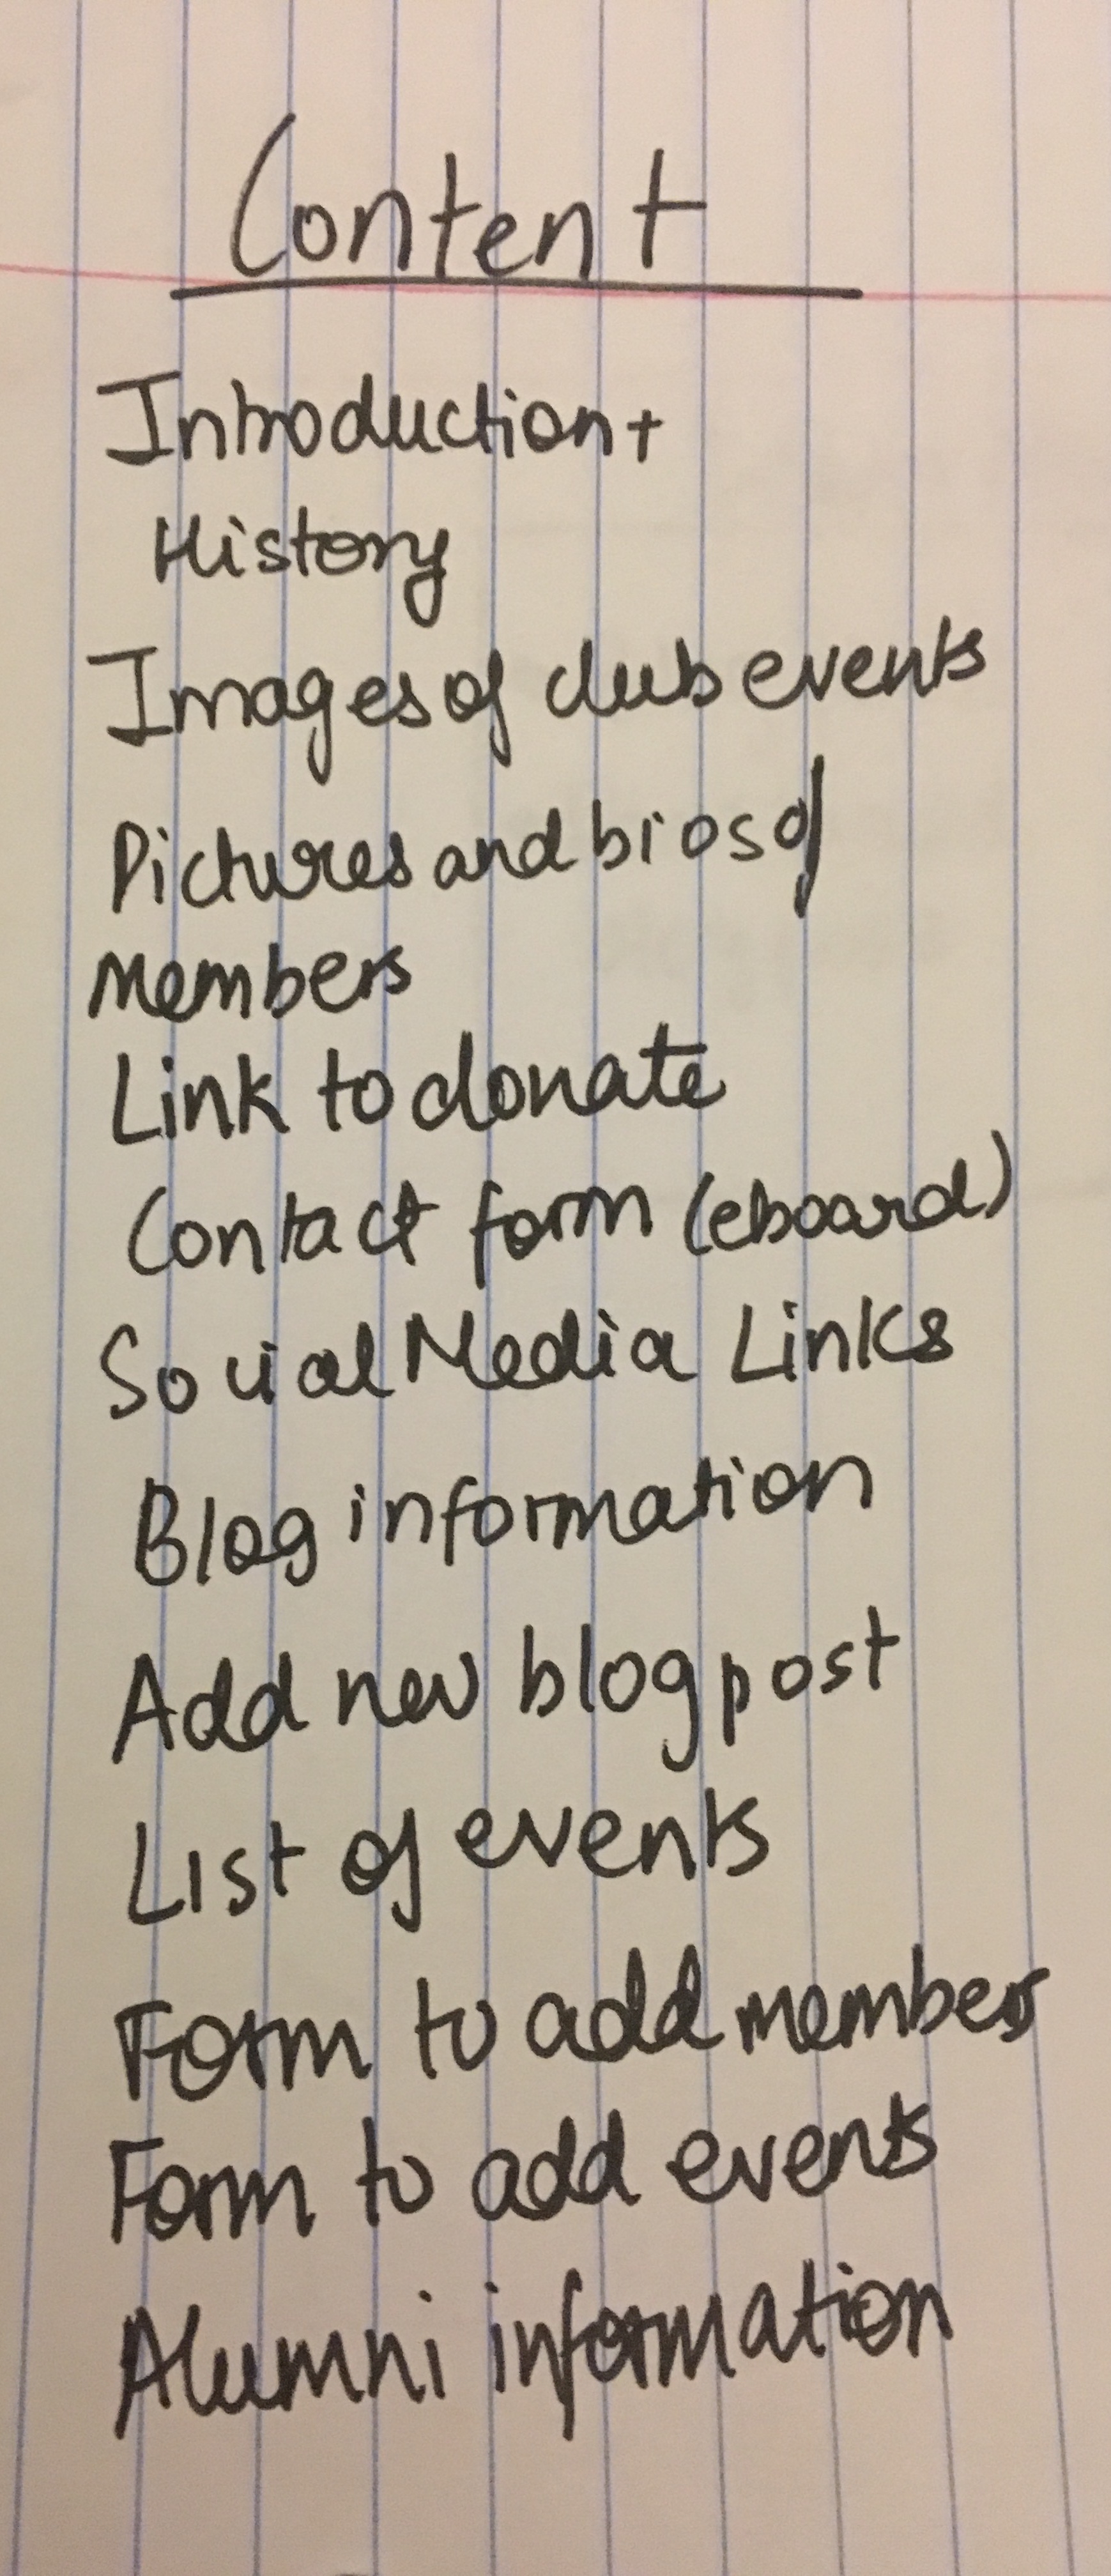 Content
Introduction +
History
Images of club events
Pictures and bios of
members
Link to donate
Contact form (eboard)
Social Media Links
Blog information
Add new blog post
List of events
Form to add members
Form to add events
Alumni information